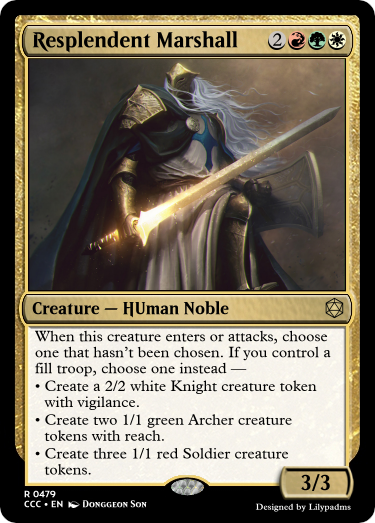 Resplendent Marshall 2
Creature — HUman Noble
When this creature enters or attacks, choose
one that hasn't been chosen. If you control a
fill troop, choose one instead —
• Create a 2/2 white Knight creature token
with vigilance.
• Create two 1/1 green Archer creature
tokens with reach.
• Create three 1/1 red Soldier creature
tokens.
3/3
R 0479
CCC • EN Donggeon Son
Designed by Lilypadms